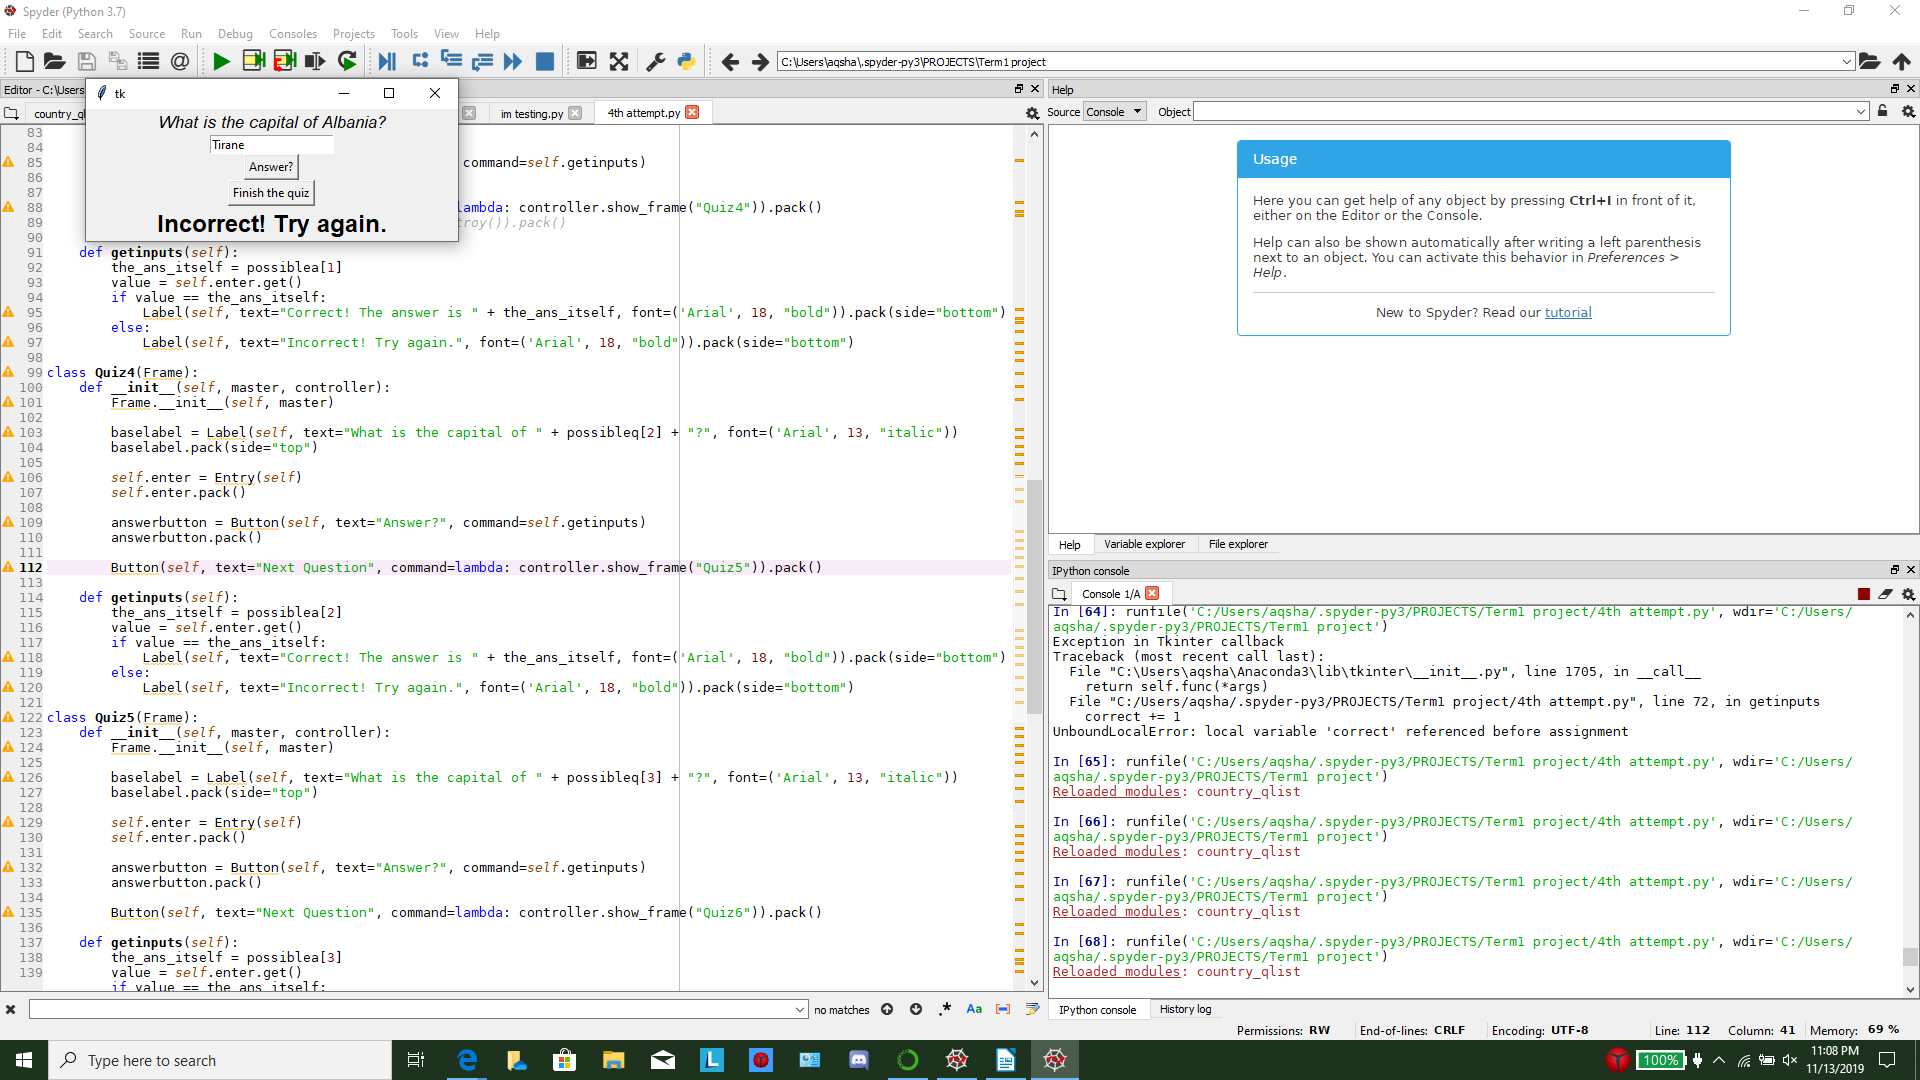 Spyder (Python 3.7)
File Edit Search Source Run Debug Consoles Projects Tools View Help
C:\Users\aqsha\.spyder-py3\PROJECTS\Term1 project
Editor - C:\Users
country_ql
im testing.py
4th attempt.py
tk
What is the capital of Albania?
Tirane
Answer?
Finish the quiz
Incorrect! Try again.
83
84
85 command=self.getinputs)
86
87
88 lambda: controller.show_frame("Quiz4")).pack()
89 troy()).pack()
90
91 def getinputs(self):
92 the_ans_itself = possiblea[1]
93 value = self.enter.get()
94 if value == the_ans_itself:
95 Label(self, text="Correct! The answer is " + the_ans_itself, font=('Arial', 18, "bold")).pack(side="bottom")
96 else:
97 Label(self, text="Incorrect! Try again.", font=('Arial', 18, "bold")).pack(side="bottom")
98
99 class Quiz4(Frame):
100 def __init__(self, master, controller):
101 Frame.__init__(self, master)
102
103 baselabel = Label(self, text="What is the capital of " + possibleq[2] + "?", font=('Arial', 13, "italic"))
104 baselabel.pack(side="top")
105
106 self.enter = Entry(self)
107 self.enter.pack()
108
109 answerbutton = Button(self, text="Answer?", command=self.getinputs)
110 answerbutton.pack()
111
112 Button(self, text="Next Question", command=lambda: controller.show_frame("Quiz5")).pack()
113
114 def getinputs(self):
115 the_ans_itself = possiblea[2]
116 value = self.enter.get()
117 if value == the_ans_itself:
118 Label(self, text="Correct! The answer is " + the_ans_itself, font=('Arial', 18, "bold")).pack(side="bottom")
119 else:
120 Label(self, text="Incorrect! Try again.", font=('Arial', 18, "bold")).pack(side="bottom")
121
122 class Quiz5(Frame):
123 def __init__(self, master, controller):
124 Frame.__init__(self, master)
125
126 baselabel = Label(self, text="What is the capital of " + possibleq[3] + "?", font=('Arial', 13, "italic"))
127 baselabel.pack(side="top")
128
129 self.enter = Entry(self)
130 self.enter.pack()
131
132 answerbutton = Button(self, text="Answer?", command=self.getinputs)
133 answerbutton.pack()
134
135 Button(self, text="Next Question", command=lambda: controller.show_frame("Quiz6")).pack()
136
137 def getinputs(self):
138 the_ans_itself = possiblea[3]
139 value = self.enter.get()
if value == the_ans_itself:
no matches
.* Aa
Help
Source Console Object
Usage
Here you can get help of any object by pressing Ctrl+I in front of it,
either on the Editor or the Console.
Help can also be shown automatically after writing a left parenthesis
next to an object. You can activate this behavior in Preferences >
Help.
New to Spyder? Read our tutorial
Help Variable explorer File explorer
IPython console
Console 1/A
In [64]: runfile('C:/Users/aqsha/.spyder-py3/PROJECTS/Term1 project/4th attempt.py', wdir='C:/Users/
aqsha/.spyder-py3/PROJECTS/Term1 project')
Exception in Tkinter callback
Traceback (most recent call last):
File "C:\Users\aqsha\Anaconda3\lib\tkinter\__init__.py", line 1705, in __call__
return self.func(*args)
File "C:/Users/aqsha/.spyder-py3/PROJECTS/Term1 project/4th attempt.py", line 72, in getinputs
correct += 1
UnboundLocalError: local variable 'correct' referenced before assignment
In [65]: runfile('C:/Users/aqsha/.spyder-py3/PROJECTS/Term1 project/4th attempt.py', wdir='C:/Users/
aqsha/.spyder-py3/PROJECTS/Term1 project')
Reloaded modules: country_qlist
In [66]: runfile('C:/Users/aqsha/.spyder-py3/PROJECTS/Term1 project/4th attempt.py', wdir='C:/Users/
aqsha/.spyder-py3/PROJECTS/Term1 project')
Reloaded modules: country_qlist
In [67]: runfile('C:/Users/aqsha/.spyder-py3/PROJECTS/Term1 project/4th attempt.py', wdir='C:/Users/
aqsha/.spyder-py3/PROJECTS/Term1 project')
Reloaded modules: country_qlist
In [68]: runfile('C:/Users/aqsha/.spyder-py3/PROJECTS/Term1 project/4th attempt.py', wdir='C:/Users/
aqsha/.spyder-py3/PROJECTS/Term1 project')
Reloaded modules: country_qlist
IPython console History log
Permissions: RW End-of-lines: CRLF Encoding: UTF-8 Line: 112 Column: 41 Memory: 69 %
Type here to search
L
100%
11:08 PM
11/13/2019